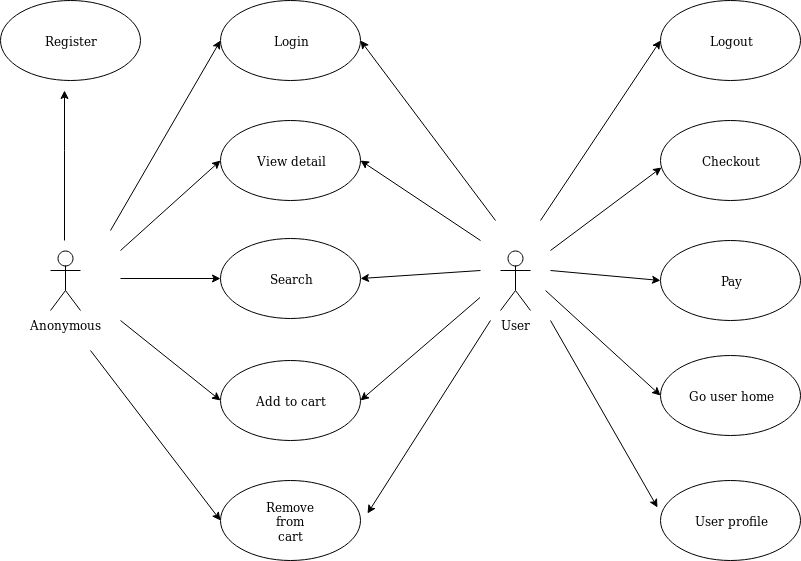 Register
Login
Logout
View detail
Checkout
Search
Pay
Anonymous
User
Add to cart
Go user home
Remove
from
cart
User profile